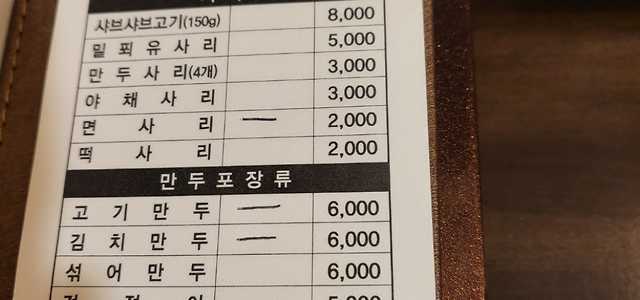 샤브샤브고기(150g) 8,000
밀푀유사리 5,000
만두사리(4개) 3,000
야채사리 3,000
면사리 2,000
떡사리 2,000
만두포장류
고기만두 6,000
김치만두 6,000
섞어만두 6,000
5,000